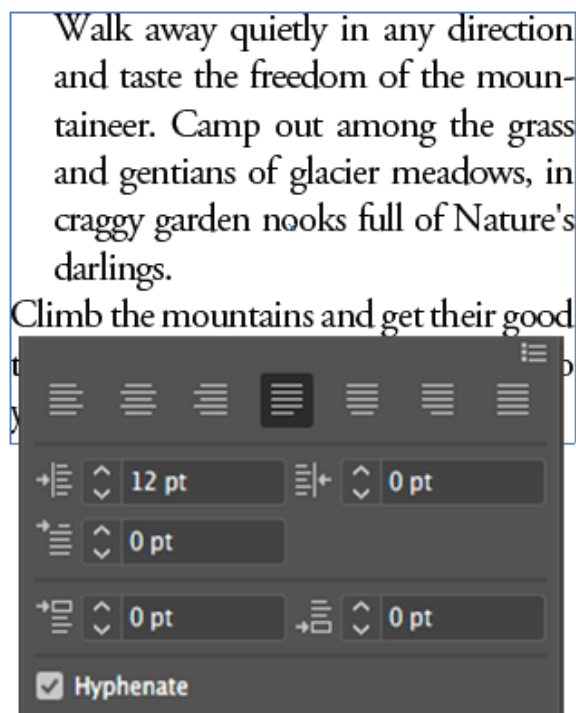 Walk away quietly in any direction
and taste the freedom of the moun-
taineer. Camp out among the grass
and gentians of glacier meadows, in
craggy garden nooks full of Nature's
darlings.
Climb the mountains and get their good
12 pt
0 pt
0 pt
0 pt
0 pt
Hyphenate